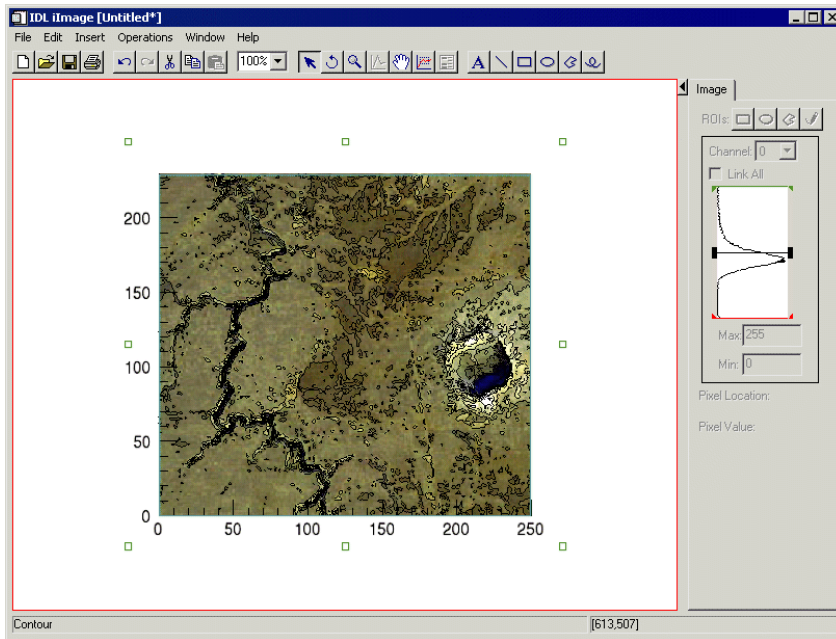 IDL iImage [Untitled*]
File Edit Insert Operations Window Help
100% A
Image
ROIs:
Channel: 0
Link All
Max: 255
Min: 0
Pixel Location:
Pixel Value:
200
150
100
50
0
0 50 100 150 200 250
Contour [613,507]